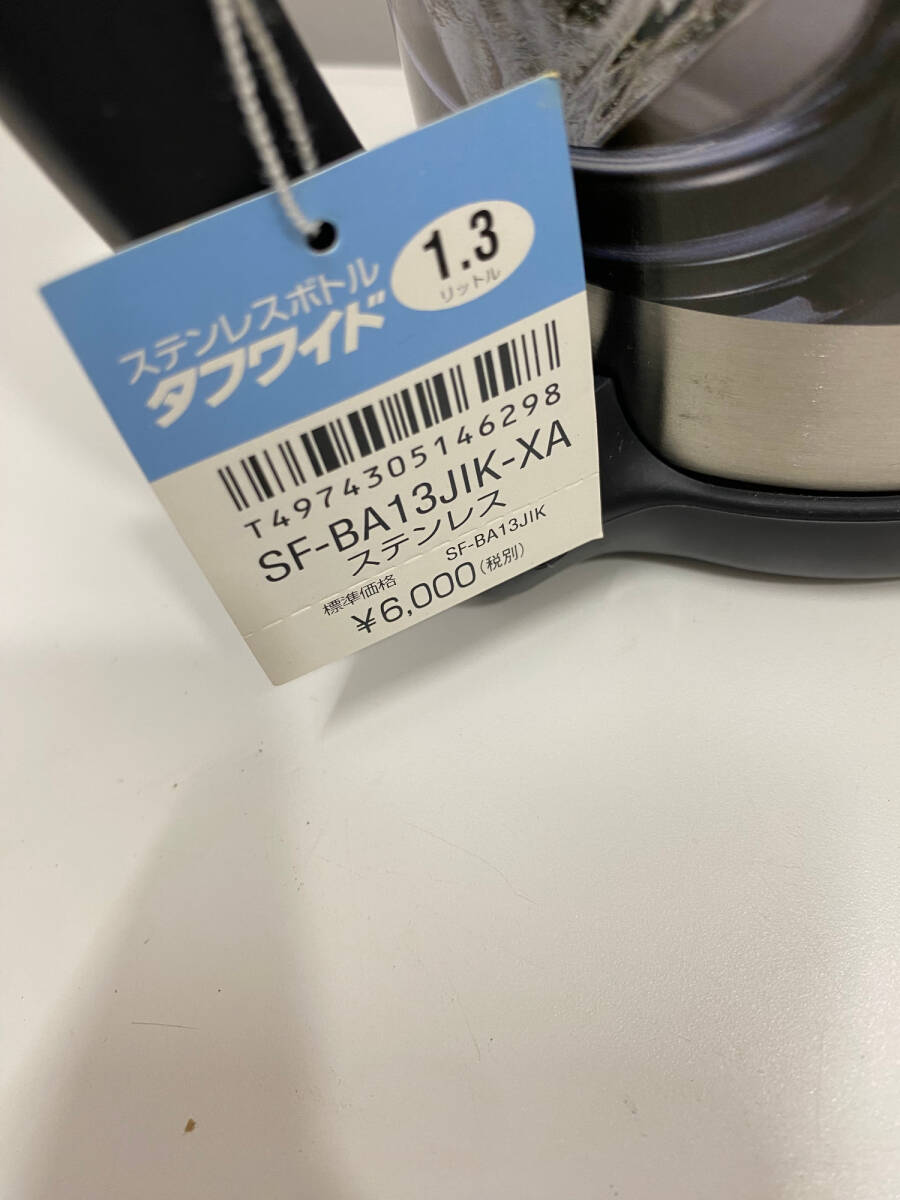 ステンレスボトル
タフワイド
1.3
リットル
T4974305146298
SF-BA13JIK-XA
ステンレス
SF-BA13JIK
標準価格
¥6,000(税別)